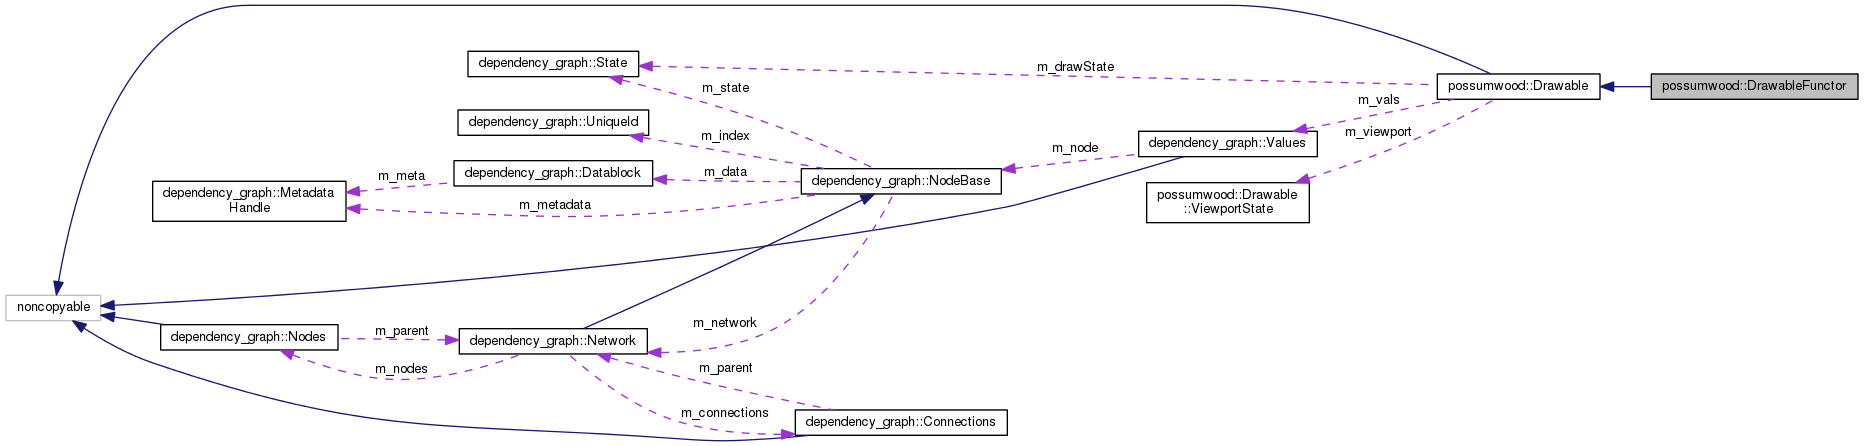 dependency_graph::State
m_drawState
possumwood::Drawable
possumwood::DrawableFunctor
m_state
m_vals
dependency_graph::UniqueId
m_index
m_viewport
dependency_graph::Values
m_node
dependency_graph::Datablock
m_meta
m_data
dependency_graph::NodeBase
dependency_graph::Metadata
Handle
m_metadata
possumwood::Drawable
::ViewportState
noncopyable
m_network
dependency_graph::Nodes
m_parent
dependency_graph::Network
m_nodes
m_parent
m_connections
dependency_graph::Connections